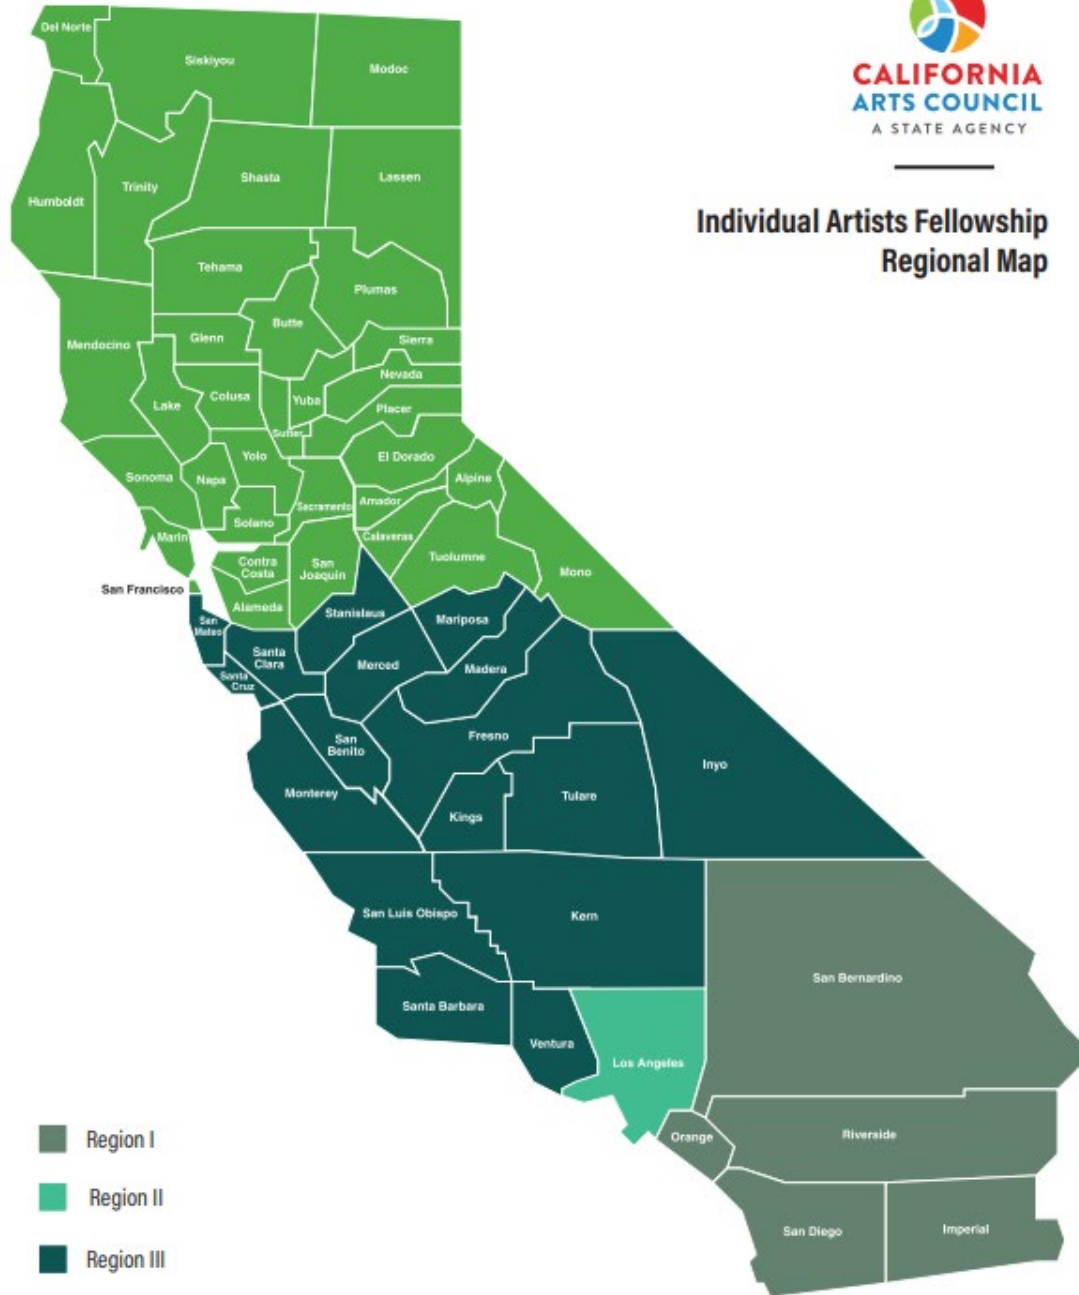 CALIFORNIA
ARTS COUNCIL
A STATE AGENCY
Individual Artists Fellowship
Regional Map
Del Norte
Siskiyou
Modoc
Humboldt
Trinity
Shasta
Lassen
Tehama
Plumas
Mendocino
Glenn
Butte
Sierra
Lake
Colusa
Yuba
Nevada
Placer
Sutter
Sonoma
Napa
Yolo
El Dorado
Alpine
Sacramento
Amador
Solano
Marin
Calaveras
Contra
Costa
San
Joaquin
Tuolumne
Mono
San Francisco
Alameda
San
Mateo
Stanislaus
Mariposa
Santa
Clara
Merced
Madera
Santa
Cruz
San
Benito
Fresno
Inyo
Monterey
Kings
Tulare
San Luis Obispo
Kern
San Bernardino
Santa Barbara
Ventura
Los Angeles
Orange
Riverside
San Diego
Imperial
Region I
Region II
Region III